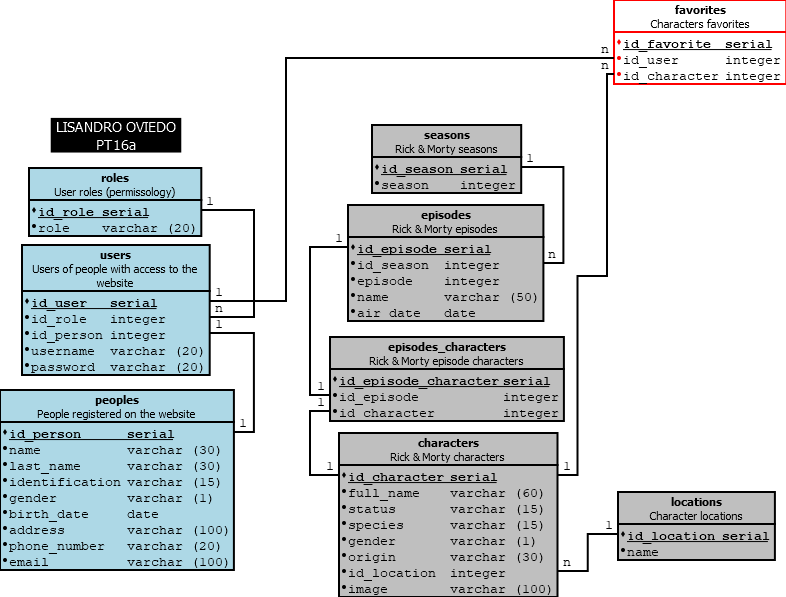 favorites
Characters favorites
id_favorite serial
id_user integer
id_character integer
n
n
LISANDRO OVIEDO
PT16a
seasons
Rick & Morty seasons
id_season serial
season integer
1
n
roles
User roles (permissology)
id_role serial
role varchar (20)
1
episodes
Rick & Morty episodes
id_episode serial
id_season integer
episode integer
name varchar (50)
air_date date
1
users
Users of people with access to the
website
id_user serial
id_role integer
id_person integer
username varchar (20)
password varchar (20)
1
n
1
episodes_characters
Rick & Morty episode characters
id_episode_character serial
id_episode integer
id_character integer
1
1
peoples
People registered on the website
id_person serial
name varchar (30)
last_name varchar (30)
identification varchar (15)
gender varchar (1)
birth_date date
address varchar (100)
phone_number varchar (20)
email varchar (100)
1
characters
Rick & Morty characters
id_character serial
full_name varchar (60)
status varchar (15)
species varchar (15)
gender varchar (1)
origin varchar (30)
id_location integer
image varchar (100)
1
1
n
locations
Character locations
id_location serial
name
1